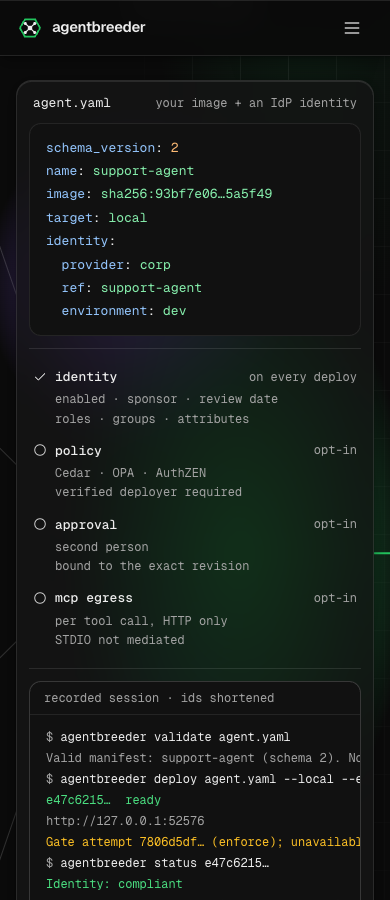 agentbreeder
agent.yaml your image + an IdP identity
schema_version: 2
name: support-agent
image: sha256:93bf7e06…5a5f49
target: local
identity:
provider: corp
ref: support-agent
environment: dev
identity on every deploy
enabled · sponsor · review date
roles · groups · attributes
policy opt-in
Cedar · OPA · AuthZEN
verified deployer required
approval opt-in
second person
bound to the exact revision
mcp egress opt-in
per tool call, HTTP only
STDIO not mediated
recorded session · ids shortened
$ agentbreeder validate agent.yaml
Valid manifest: support-agent (schema 2). No
$ agentbreeder deploy agent.yaml --local --e
e47c6215… ready
http://127.0.0.1:52576
Gate attempt 7806d5df… (enforce); unavailabl
$ agentbreeder status e47c6215…
Identity: compliant